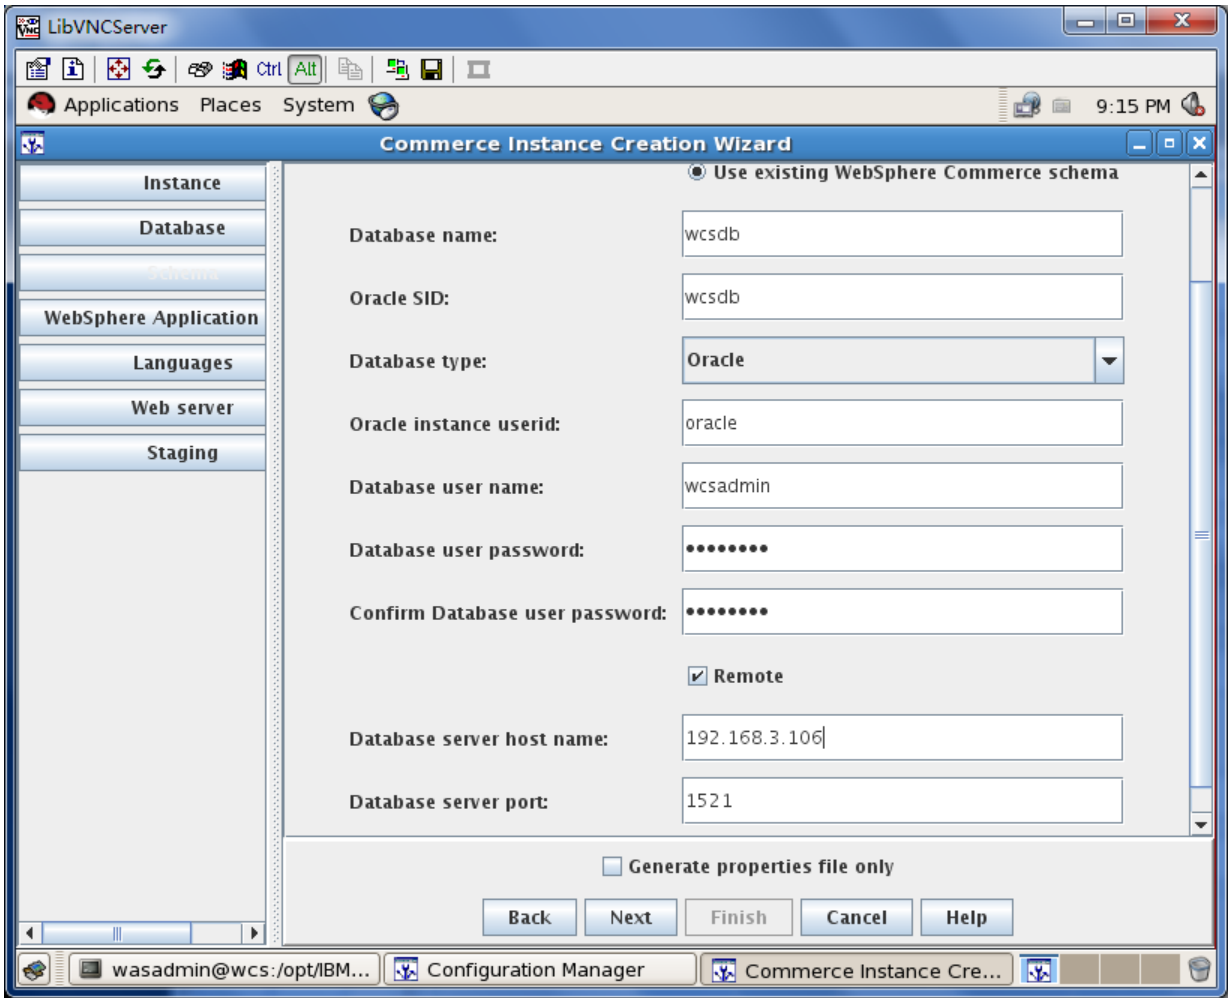 LibVNCServer
Ctrl Alt
Applications Places System 9:15 PM
Commerce Instance Creation Wizard
Instance
Database
Schema
WebSphere Application
Languages
Web server
Staging
Use existing WebSphere Commerce schema
Database name: wcsdb
Oracle SID: wcsdb
Database type: Oracle
Oracle instance userid: oracle
Database user name: wcsadmin
Database user password: ••••••••
Confirm Database user password: ••••••••
Remote
Database server host name: 192.168.3.106
Database server port: 1521
Generate properties file only
Back Next Finish Cancel Help
wasadmin@wcs:/opt/IBM... Configuration Manager Commerce Instance Cre...